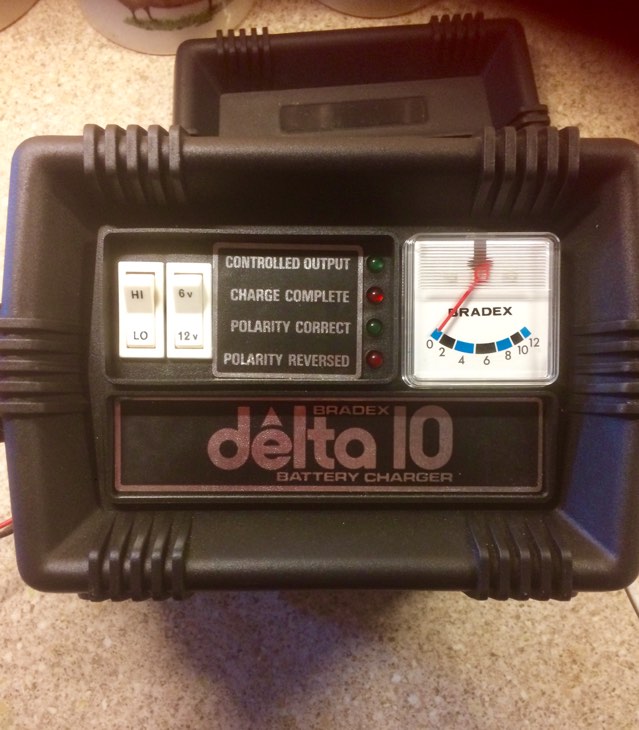 HI
LO
6v
12v
CONTROLLED OUTPUT
CHARGE COMPLETE
POLARITY CORRECT
POLARITY REVERSED
BRADEX
0 2 4 6 8 10 12
BRADEX
delta 10
BATTERY CHARGER